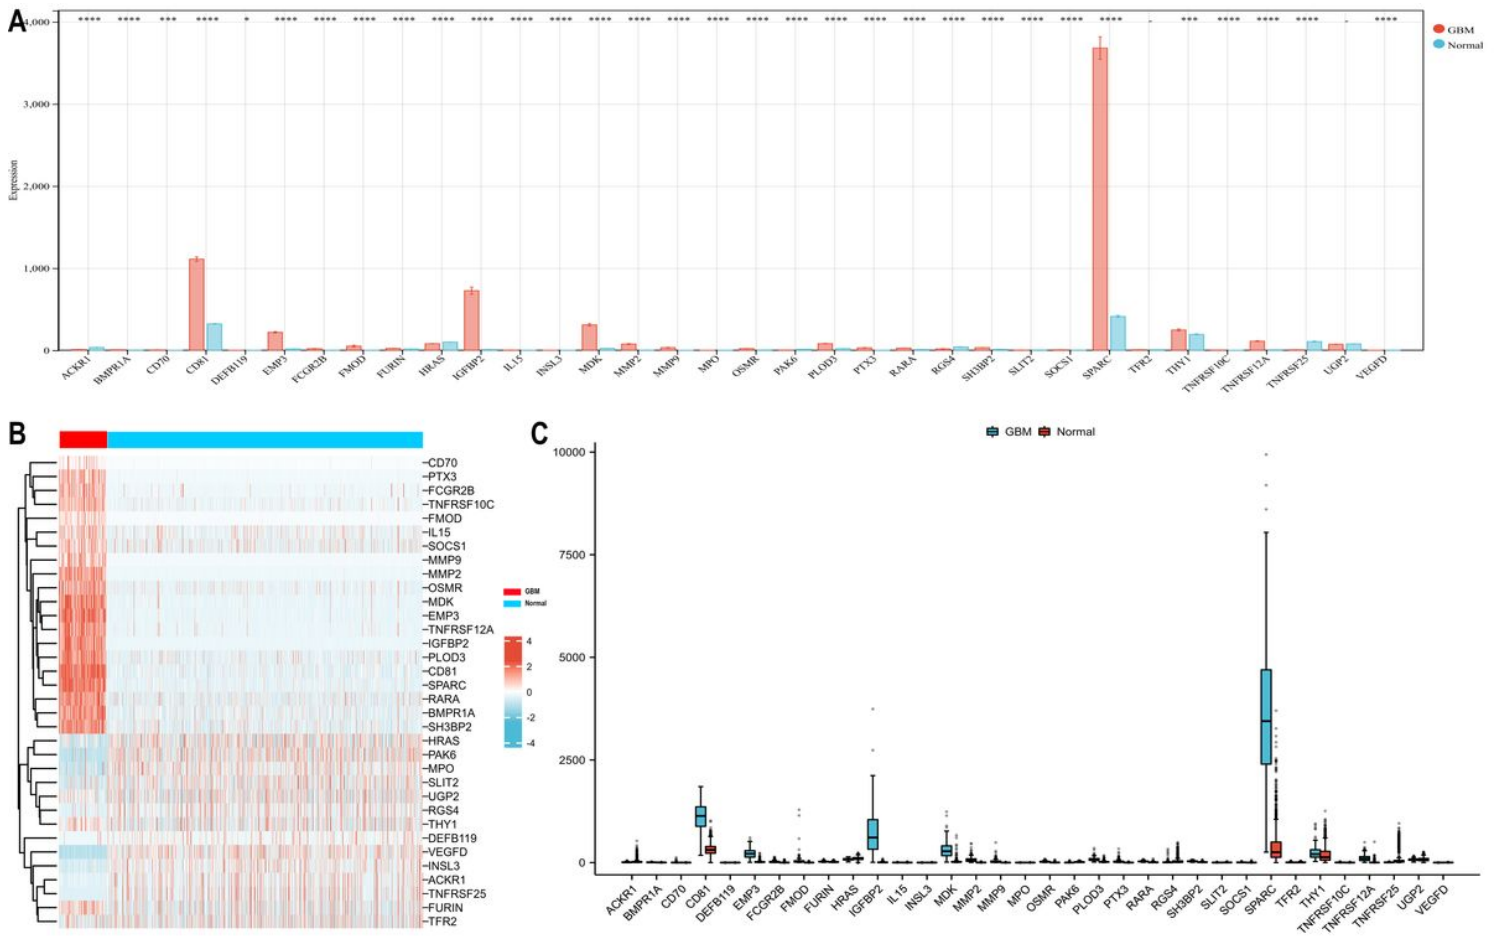 A
**** **** *** **** * **** **** **** **** **** **** **** **** **** **** **** **** **** **** **** **** **** **** **** **** **** **** - *** **** **** **** - ****
GBM
Normal
4,000
3,000
2,000
1,000
0
Expression
ACKR1 BMPR1A CD70 CD81 DEFB119 EMP3 FCGR2B FMOD FURIN HRAS IGFBP2 IL15 INSL3 MDK MMP2 MMP9 MPO OSMR PAK6 PLOD3 PTX3 RARA RGS4 SH3BP2 SLIT2 SOCS1 SPARC TFR2 THY1 TNFRSF10C TNFRSF12A TNFRSF25 UGP2 VEGFD
B
CD70
PTX3
FCGR2B
TNFRSF10C
FMOD
IL15
SOCS1
MMP9
MMP2
OSMR
MDK
EMP3
TNFRSF12A
IGFBP2
PLOD3
CD81
SPARC
RARA
BMPR1A
SH3BP2
HRAS
PAK6
MPO
SLIT2
UGP2
RGS4
THY1
DEFB119
VEGFD
INSL3
ACKR1
TNFRSF25
FURIN
TFR2
GBM
Normal
4
2
0
-2
-4
C
GBM Normal
10000
7500
5000
2500
0
ACKR1 BMPR1A CD70 CD81 DEFB119 EMP3 FCGR2B FMOD FURIN HRAS IGFBP2 IL15 INSL3 MDK MMP2 MMP9 MPO OSMR PAK6 PLOD3 PTX3 RARA RGS4 SH3BP2 SLIT2 SOCS1 SPARC TFR2 THY1 TNFRSF10C TNFRSF12A TNFRSF25 UGP2 VEGFD